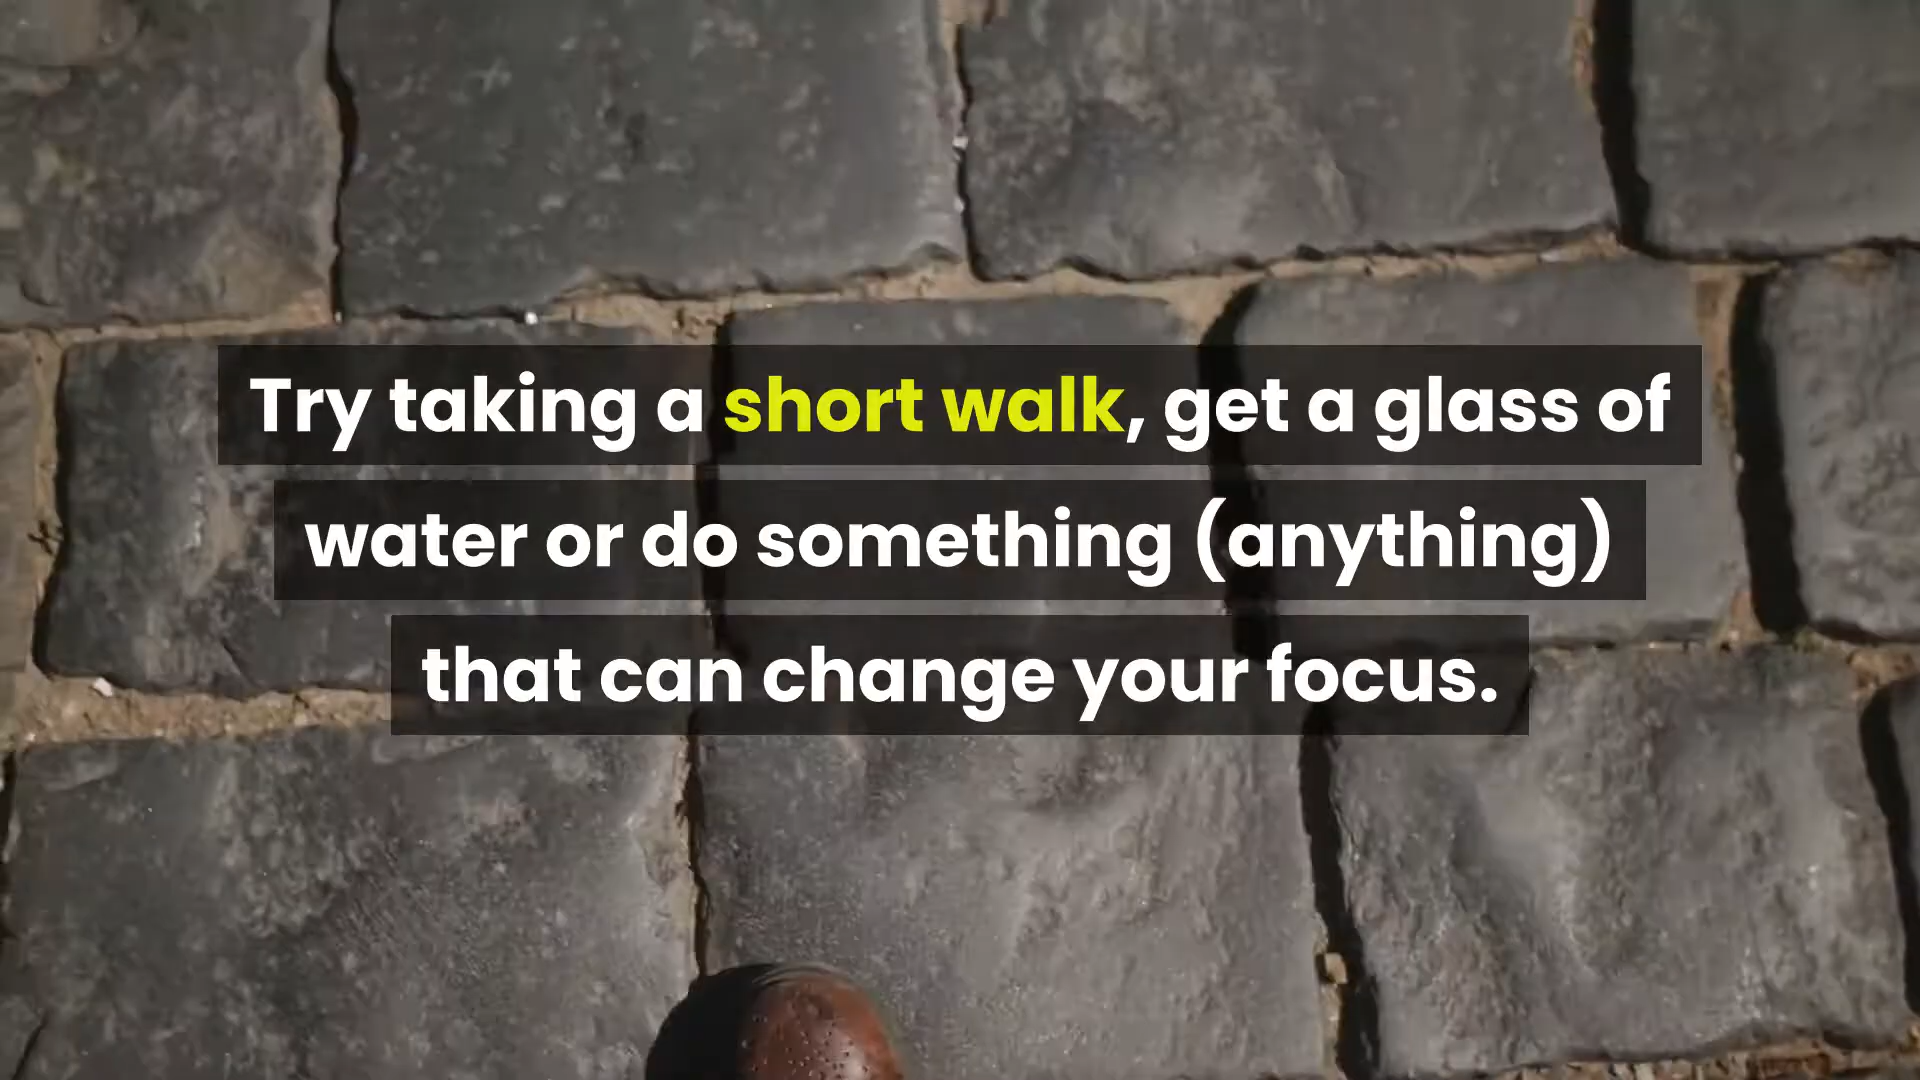 Try taking a short walk, get a glass of
water or do something (anything)
that can change your focus.